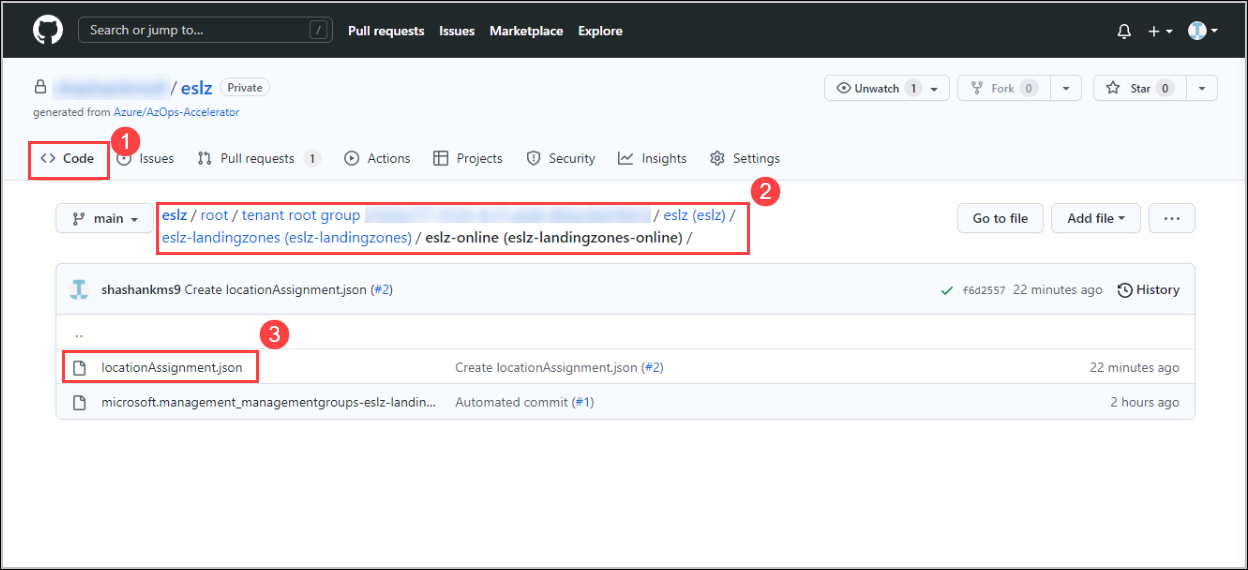 Search or jump to... / Pull requests Issues Marketplace Explore
/ eslz Private
Unwatch 1 Fork 0 Star 0
generated from Azure/AzOps-Accelerator
1
Code Issues Pull requests 1 Actions Projects Security Insights Settings
2
main eslz / root / tenant root group / eslz (eslz) / Go to file Add file ...
eslz-landingzones (eslz-landingzones) / eslz-online (eslz-landingzones-online) /
shashankms9 Create locationAssignment.json (#2) f6d2557 22 minutes ago History
..
3
locationAssignment.json Create locationAssignment.json (#2) 22 minutes ago
microsoft.management_managementgroups-eslz-landin... Automated commit (#1) 2 hours ago